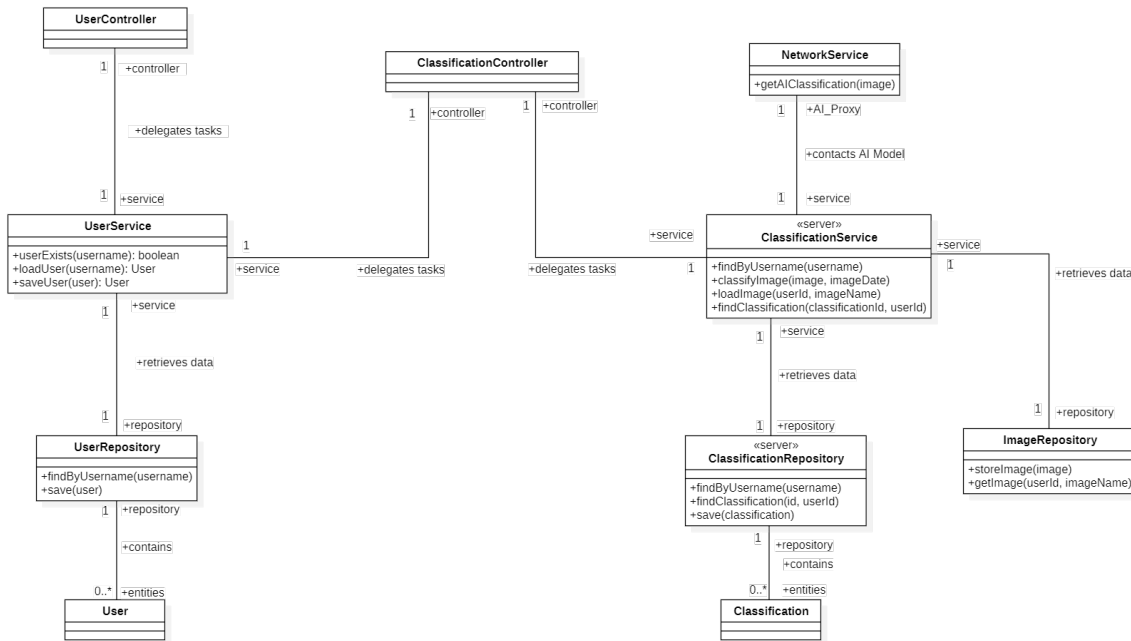 UserController
1
+controller
+delegates tasks
1
+service
UserService
+userExists(username): boolean
+loadUser(username): User
+saveUser(user): User
+service
1
+retrieves data
1
+repository
UserRepository
+findByUsername(username)
+save(user)
+repository
1
+contains
0..*
+entities
User
ClassificationController
1
+controller
1
+controller
1
+service
+delegates tasks
+service
+delegates tasks
1
NetworkService
+getAIClassification(image)
1
+AI_Proxy
+contacts AI Model
1
+service
«server»
ClassificationService
+findByUsername(username)
+classifyImage(image, imageDate)
+loadImage(userId, imageName)
+findClassification(classificationId, userId)
+service
1
+retrieves data
1
+repository
ImageRepository
+storeImage(image)
+getImage(userId, imageName)
+service
1
+retrieves data
1
+repository
«server»
ClassificationRepository
+findByUsername(username)
+findClassification(id, userId)
+save(classification)
1
+repository
+contains
0..*
+entities
Classification